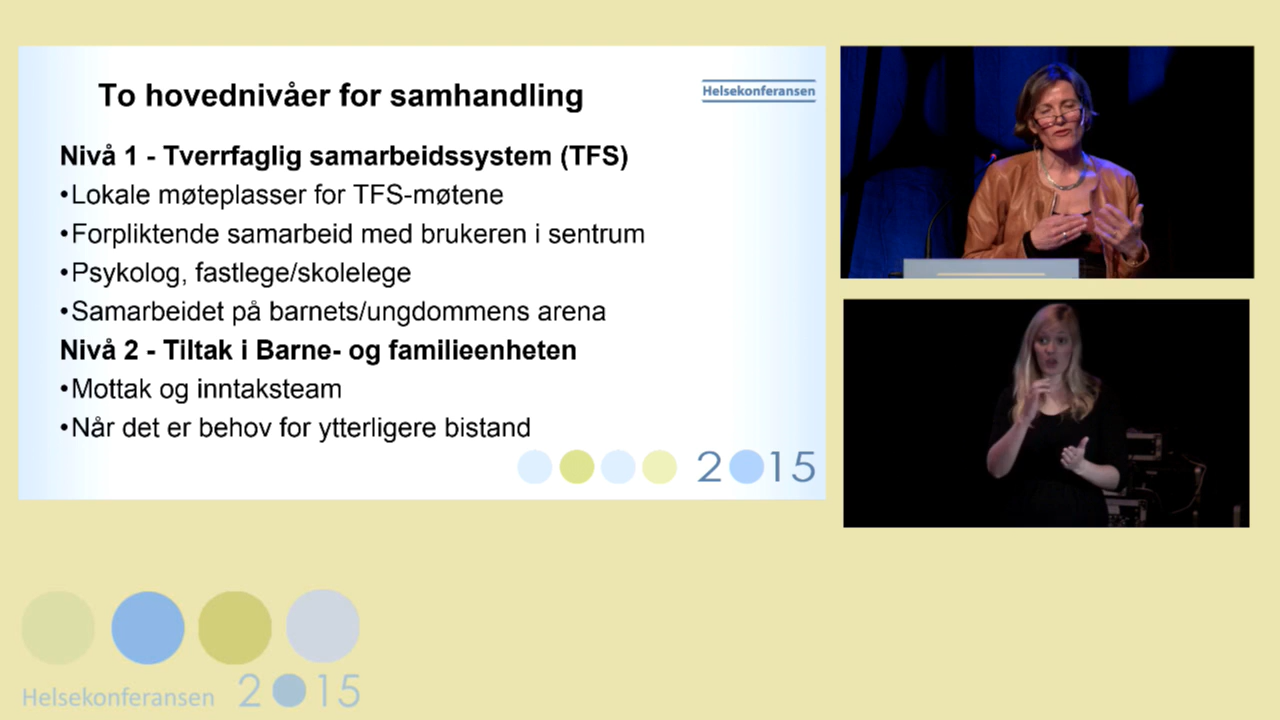 To hovednivåer for samhandling
Helsekonferansen
Nivå 1 - Tverrfaglig samarbeidssystem (TFS)
•Lokale møteplasser for TFS-møtene
•Forpliktende samarbeid med brukeren i sentrum
•Psykolog, fastlege/skolelege
•Samarbeidet på barnets/ungdommens arena
Nivå 2 - Tiltak i Barne- og familieenheten
•Mottak og inntaksteam
•Når det er behov for ytterligere bistand
2015
Helsekonferansen 2015